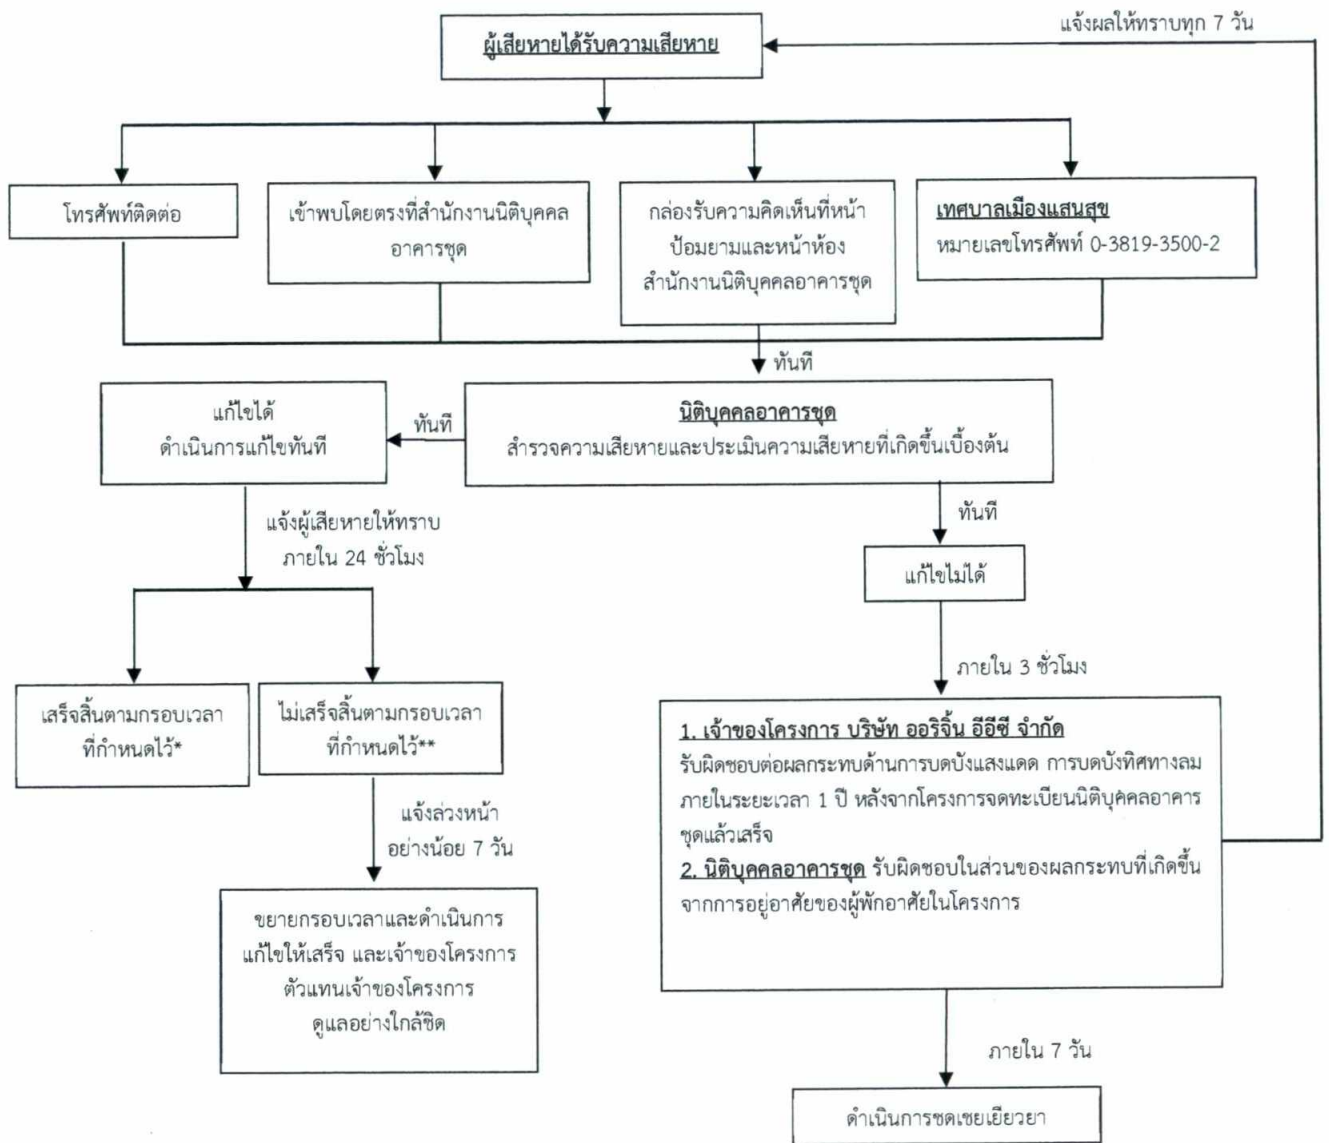 แจ้งผลให้ทราบทุก 7 วัน
ผู้เสียหายได้รับความเสียหาย
โทรศัพท์ติดต่อ
เข้าพบโดยตรงที่สำนักงานนิติบุคคล
อาคารชุด
กล่องรับความคิดเห็นที่หน้า
ป้อมยามและหน้าห้อง
สำนักงานนิติบุคคลอาคารชุด
เทศบาลเมืองแสนสุข
หมายเลขโทรศัพท์ 0-3819-3500-2
ทันที
นิติบุคคลอาคารชุด
สำรวจความเสียหายและประเมินความเสียหายที่เกิดขึ้นเบื้องต้น
ทันที
แก้ไขได้
ดำเนินการแก้ไขทันที
แจ้งผู้เสียหายให้ทราบ
ภายใน 24 ชั่วโมง
ทันที
แก้ไขไม่ได้
ภายใน 3 ชั่วโมง
เสร็จสิ้นตามกรอบเวลา
ที่กำหนดไว้*
ไม่เสร็จสิ้นตามกรอบเวลา
ที่กำหนดไว้**
แจ้งล่วงหน้า
อย่างน้อย 7 วัน
ขยายกรอบเวลาและดำเนินการ
แก้ไขให้เสร็จ และเจ้าของโครงการ
ตัวแทนเจ้าของโครงการ
ดูแลอย่างใกล้ชิด
1. เจ้าของโครงการ บริษัท ออริจิ้น อีอีซี จำกัด
รับผิดชอบต่อผลกระทบด้านการบดบังแสงแดด การบดบังทิศทางลม
ภายในระยะเวลา 1 ปี หลังจากโครงการจดทะเบียนนิติบุคคลอาคาร
ชุดแล้วเสร็จ
2. นิติบุคคลอาคารชุด รับผิดชอบในส่วนของผลกระทบที่เกิดขึ้น
จากการอยู่อาศัยของผู้พักอาศัยในโครงการ
ภายใน 7 วัน
ดำเนินการชดเชยเยียวยา